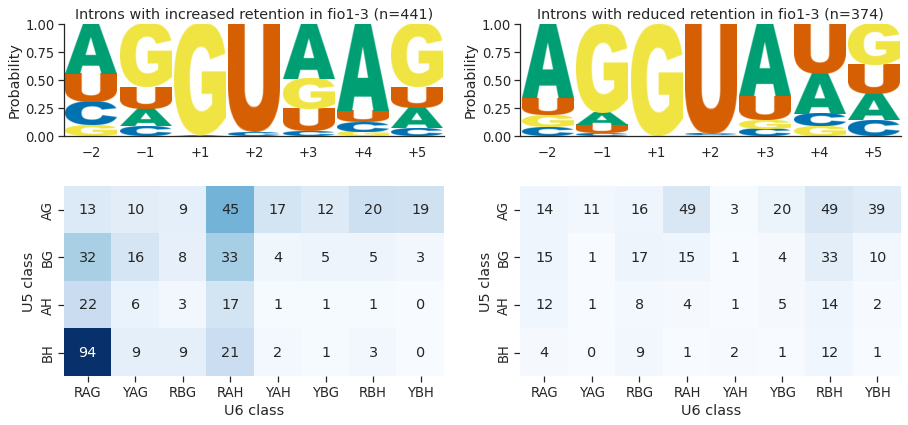 Introns with increased retention in fio1-3 (n=441)
Probability
1.00
0.75
0.50
0.25
0.00
A U C G
G U A C
G
U C
A G U C
A U C G
G U A C
−2 −1 +1 +2 +3 +4 +5
U5 class
AG 13 10 9 45 17 12 20 19
BG 32 16 8 33 4 5 5 3
AH 22 6 3 17 1 1 1 0
BH 94 9 9 21 2 1 3 0
RAG YAG RBG RAH YAH YBG RBH YBH
U6 class
Introns with reduced retention in fio1-3 (n=374)
Probability
1.00
0.75
0.50
0.25
0.00
A U G C
G A U C
G
U C
A U G C
U A C G
G U A C
−2 −1 +1 +2 +3 +4 +5
U5 class
AG 14 11 16 49 3 20 49 39
BG 15 1 17 15 1 4 33 10
AH 12 1 8 4 1 5 14 2
BH 4 0 9 1 2 1 12 1
RAG YAG RBG RAH YAH YBG RBH YBH
U6 class